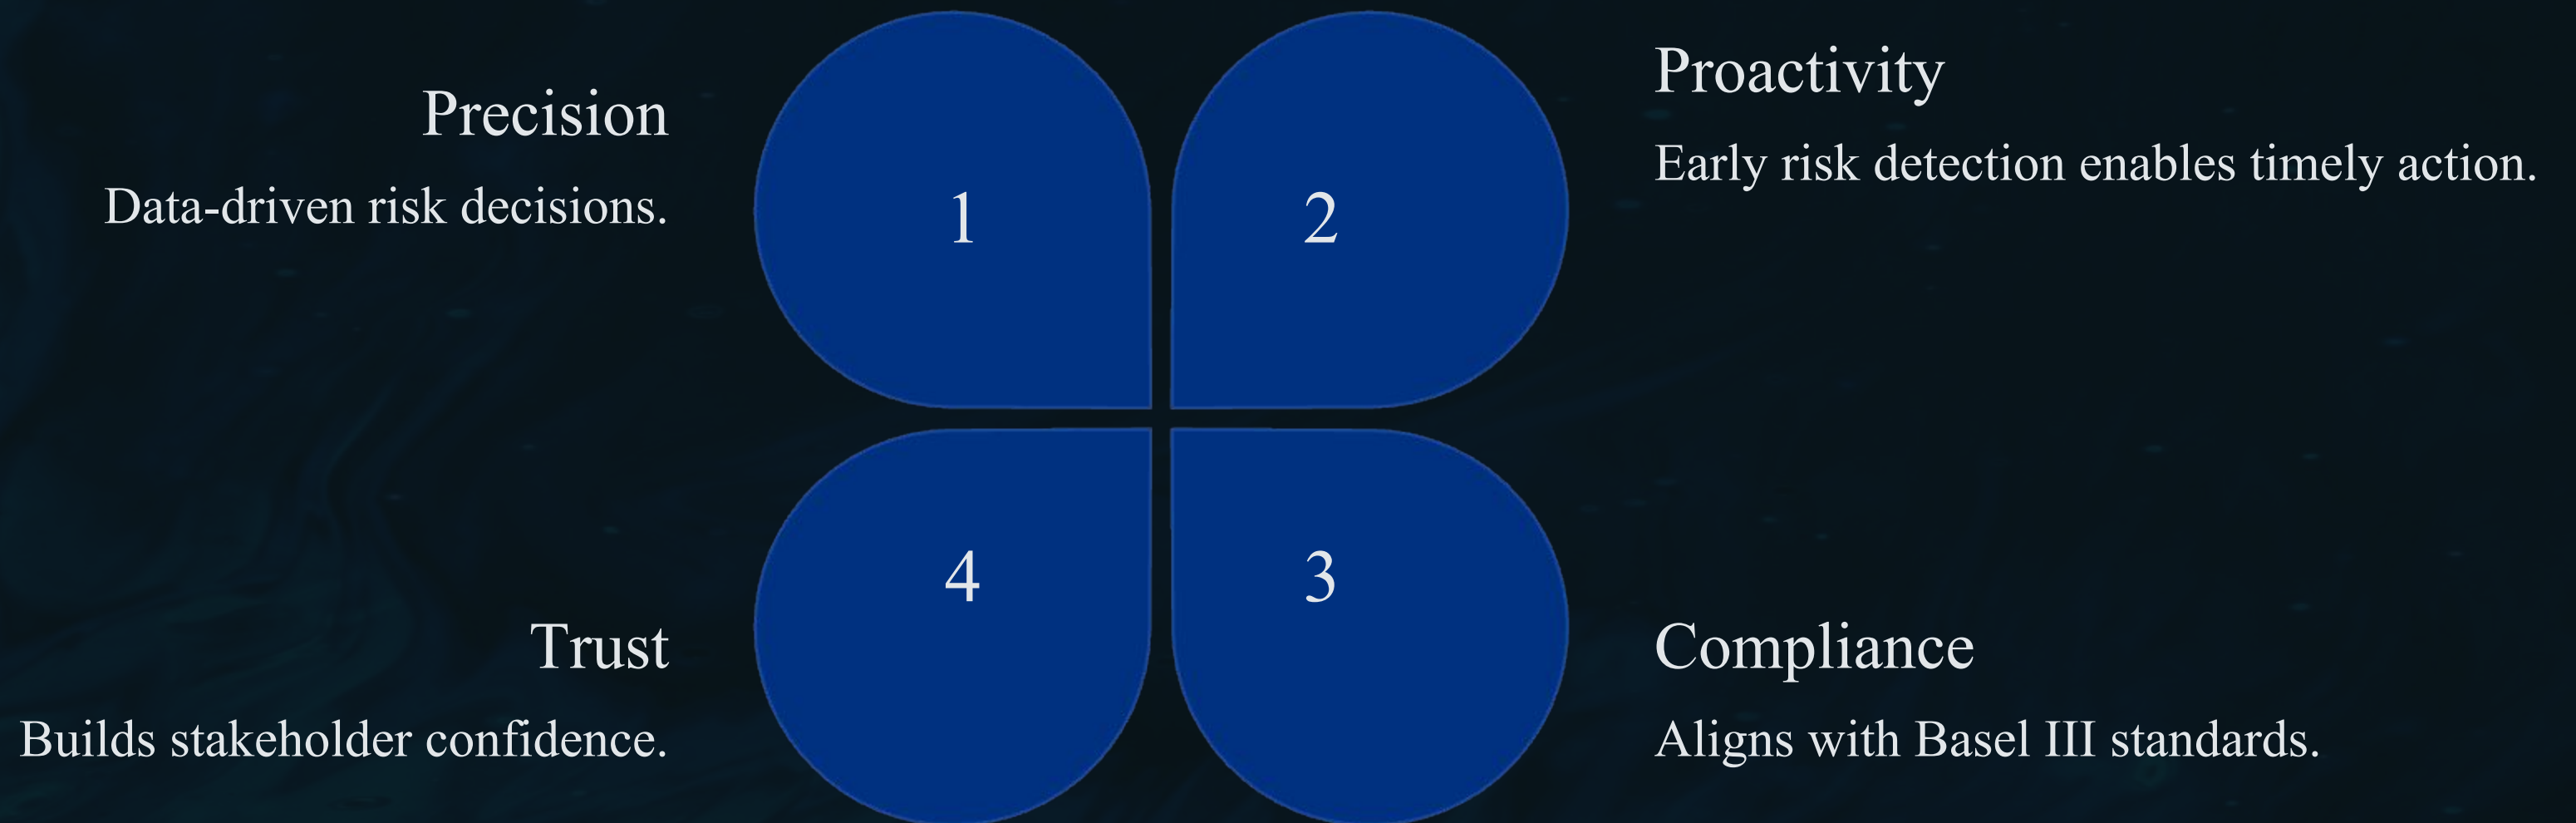 Precision
Data-driven risk decisions.
1
2
Proactivity
Early risk detection enables timely action.
Trust
Builds stakeholder confidence.
4
3
Compliance
Aligns with Basel III standards.